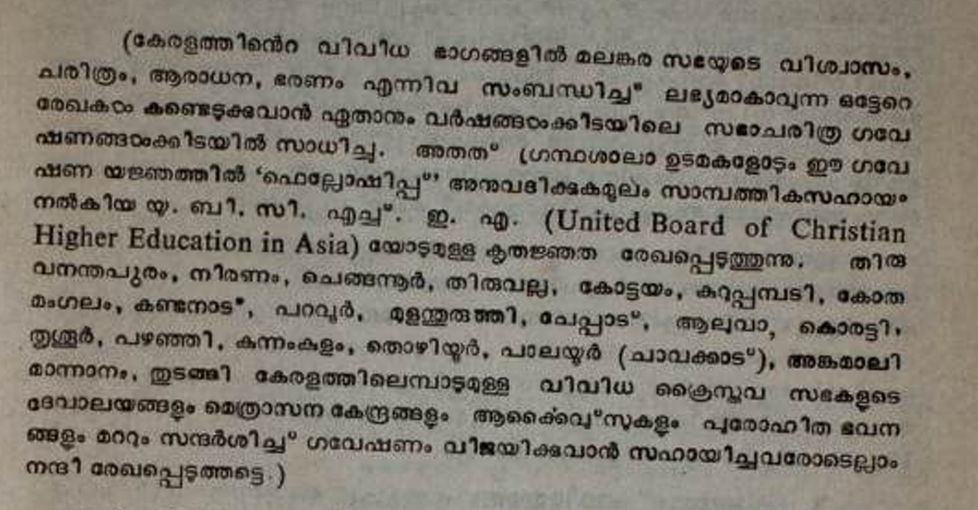 (കേരളത്തിന്റെ വിവിധ ഭാഗങ്ങളിൽ മലങ്കര സഭയുടെ വിശ്വാസം,
ചരിത്രം, ആരാധന, ഭരണം എന്നിവ സംബന്ധിച്ച് ലഭ്യമാകാവുന്ന ഒട്ടേറെ
രേഖകൾ കണ്ടെടുക്കുവാൻ ഏതാനും വർഷങ്ങൾക്കിടയിലെ സഭാചരിത്ര ഗവേ
ഷണങ്ങൾക്കിടയിൽ സാധിച്ചു. അതത് ഗ്രന്ഥശാലാ ഉടമകളോടും ഈ ഗവേ
ഷണ യജ്ഞത്തിൽ ‘ഫെല്ലോഷിപ്പ്’ അനുവദിക്കുകമൂലം സാമ്പത്തികസഹായം
നൽകിയ യു. ബി. സി. എച്ച്. ഇ. എ. (United Board of Christian
Higher Education in Asia) യോടുമുള്ള കൃതജ്ഞത രേഖപ്പെടുത്തുന്നു. തിരു
വനന്തപുരം, നിരണം, ചെങ്ങന്നൂർ, തിരുവല്ല, കോട്ടയം, കുറുപ്പമ്പടി, കോത
മംഗലം, കണ്ടനാട്, പറവൂർ, മുളന്തുരുത്തി, ചേപ്പാട്, ആലുവാ, കൊരട്ടി,
തൃശൂർ, പഴഞ്ഞി, കുന്നംകുളം, തൊഴിയൂർ, പാലയൂർ (ചാവക്കാട്), അങ്കമാലി
മാന്നാനം, തുടങ്ങി കേരളത്തിലെമ്പാടുമുള്ള വിവിധ ക്രൈസ്തവ സഭകളുടെ
ദേവാലയങ്ങളും മെത്രാസന കേന്ദ്രങ്ങളും ആർക്കൈവ്സുകളും പുരോഹിത ഭവന
ങ്ങളും മററും സന്ദർശിച്ച് ഗവേഷണം വിജയിക്കുവാൻ സഹായിച്ചവരോടെല്ലാം
നന്ദി രേഖപ്പെടുത്തട്ടെ.)